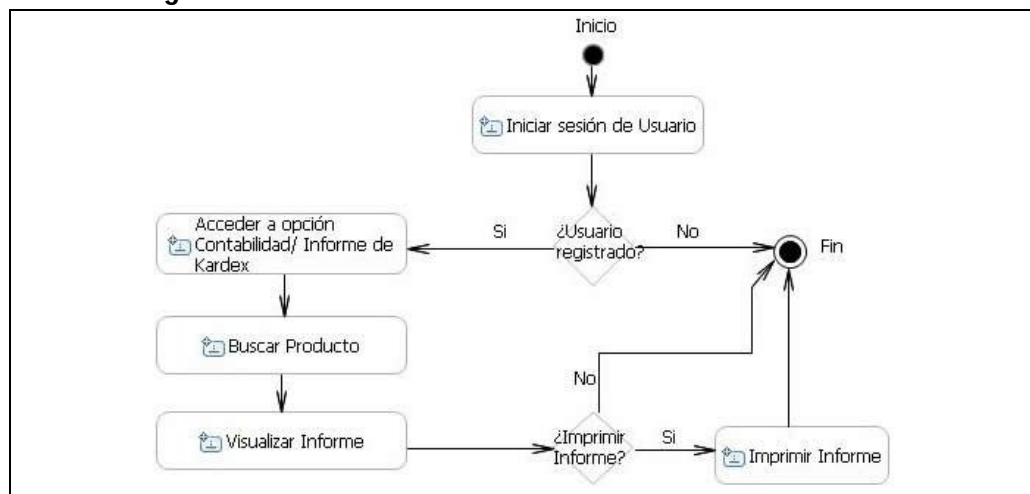 Inicio
Iniciar sesión de Usuario
Acceder a opción
Contabilidad/ Informe de
Kardex
Si
¿Usuario
registrado?
No
Fin
Buscar Producto
No
Visualizar Informe
¿Imprimir
Informe?
Si
Imprimir Informe